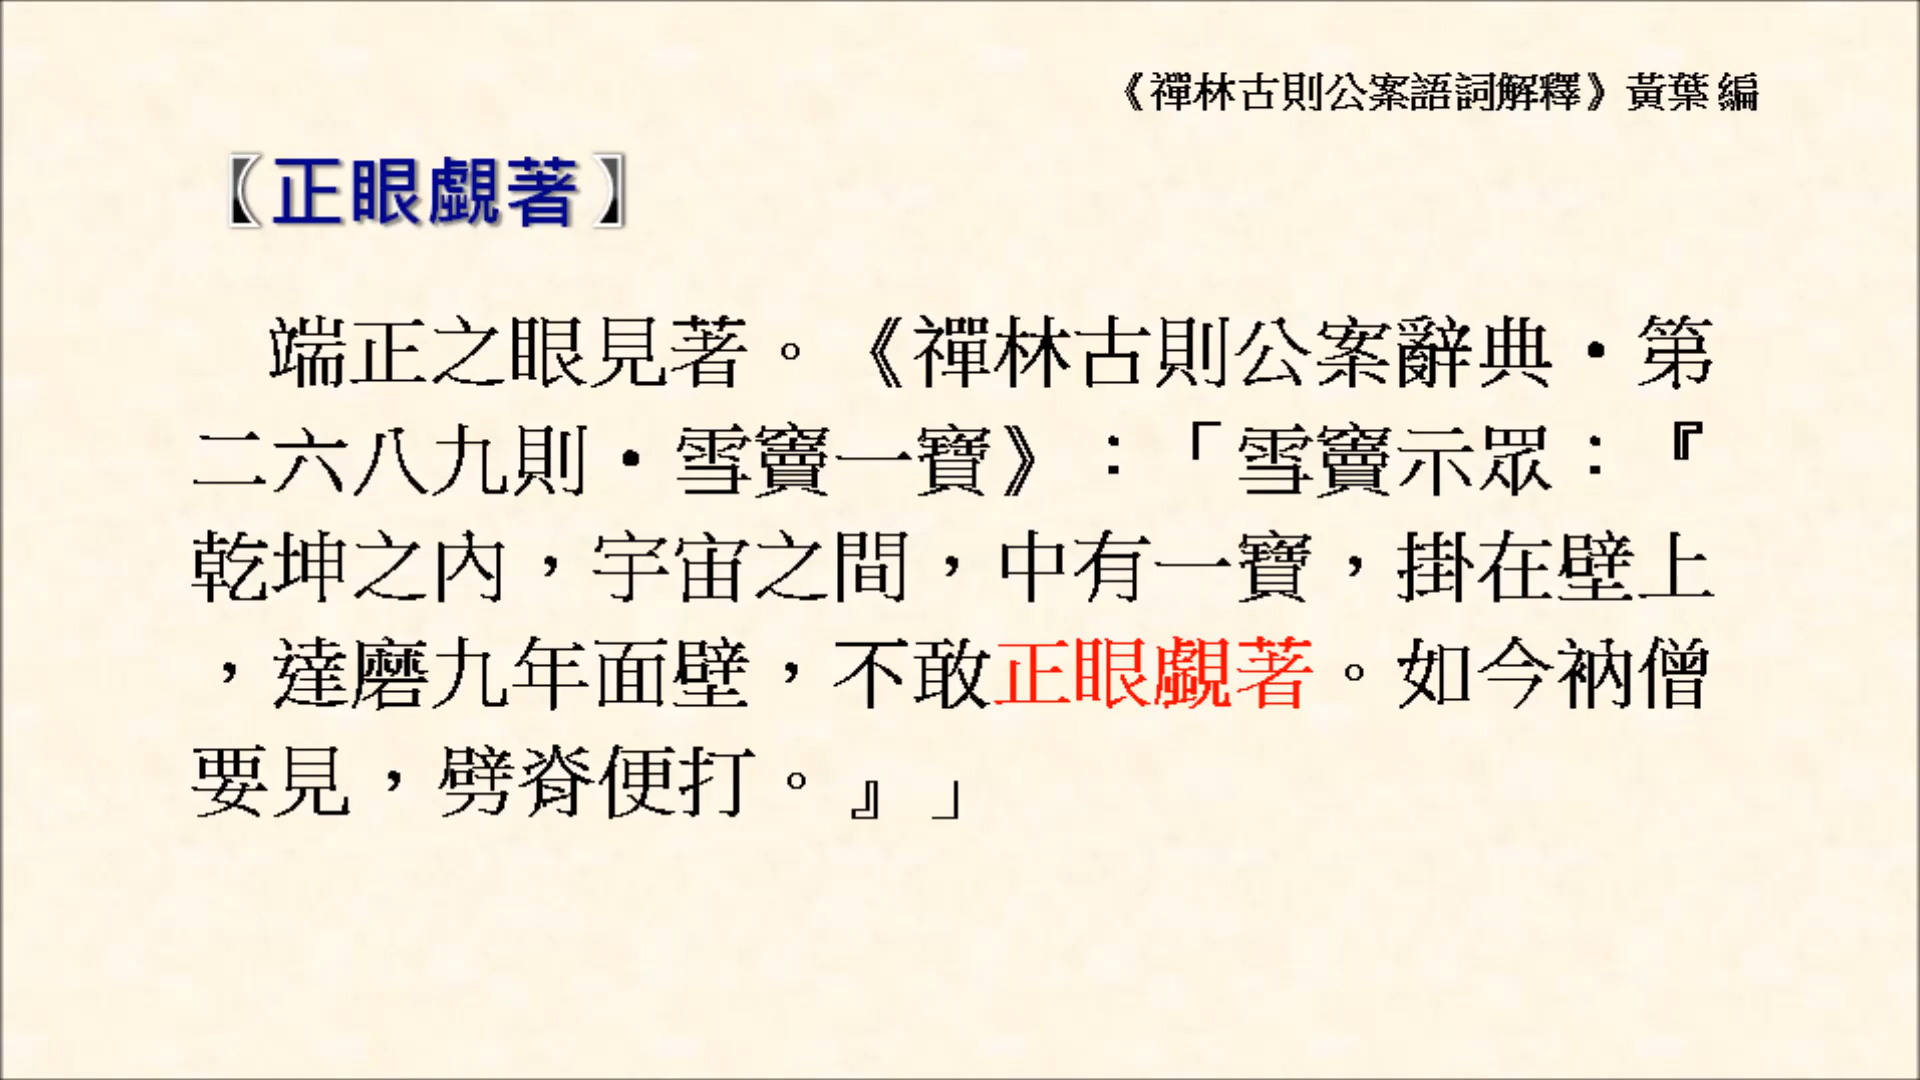 《禪林古則公案語詞解釋》黃葉 編
【正眼覷著】
端正之眼見著。《禪林古則公案辭典・第
二六八九則・雪竇一寶》：「雪竇示眾：『
乾坤之內，宇宙之間，中有一寶，掛在壁上
，達磨九年面壁，不敢正眼覷著。如今衲僧
要見，劈脊便打。』」